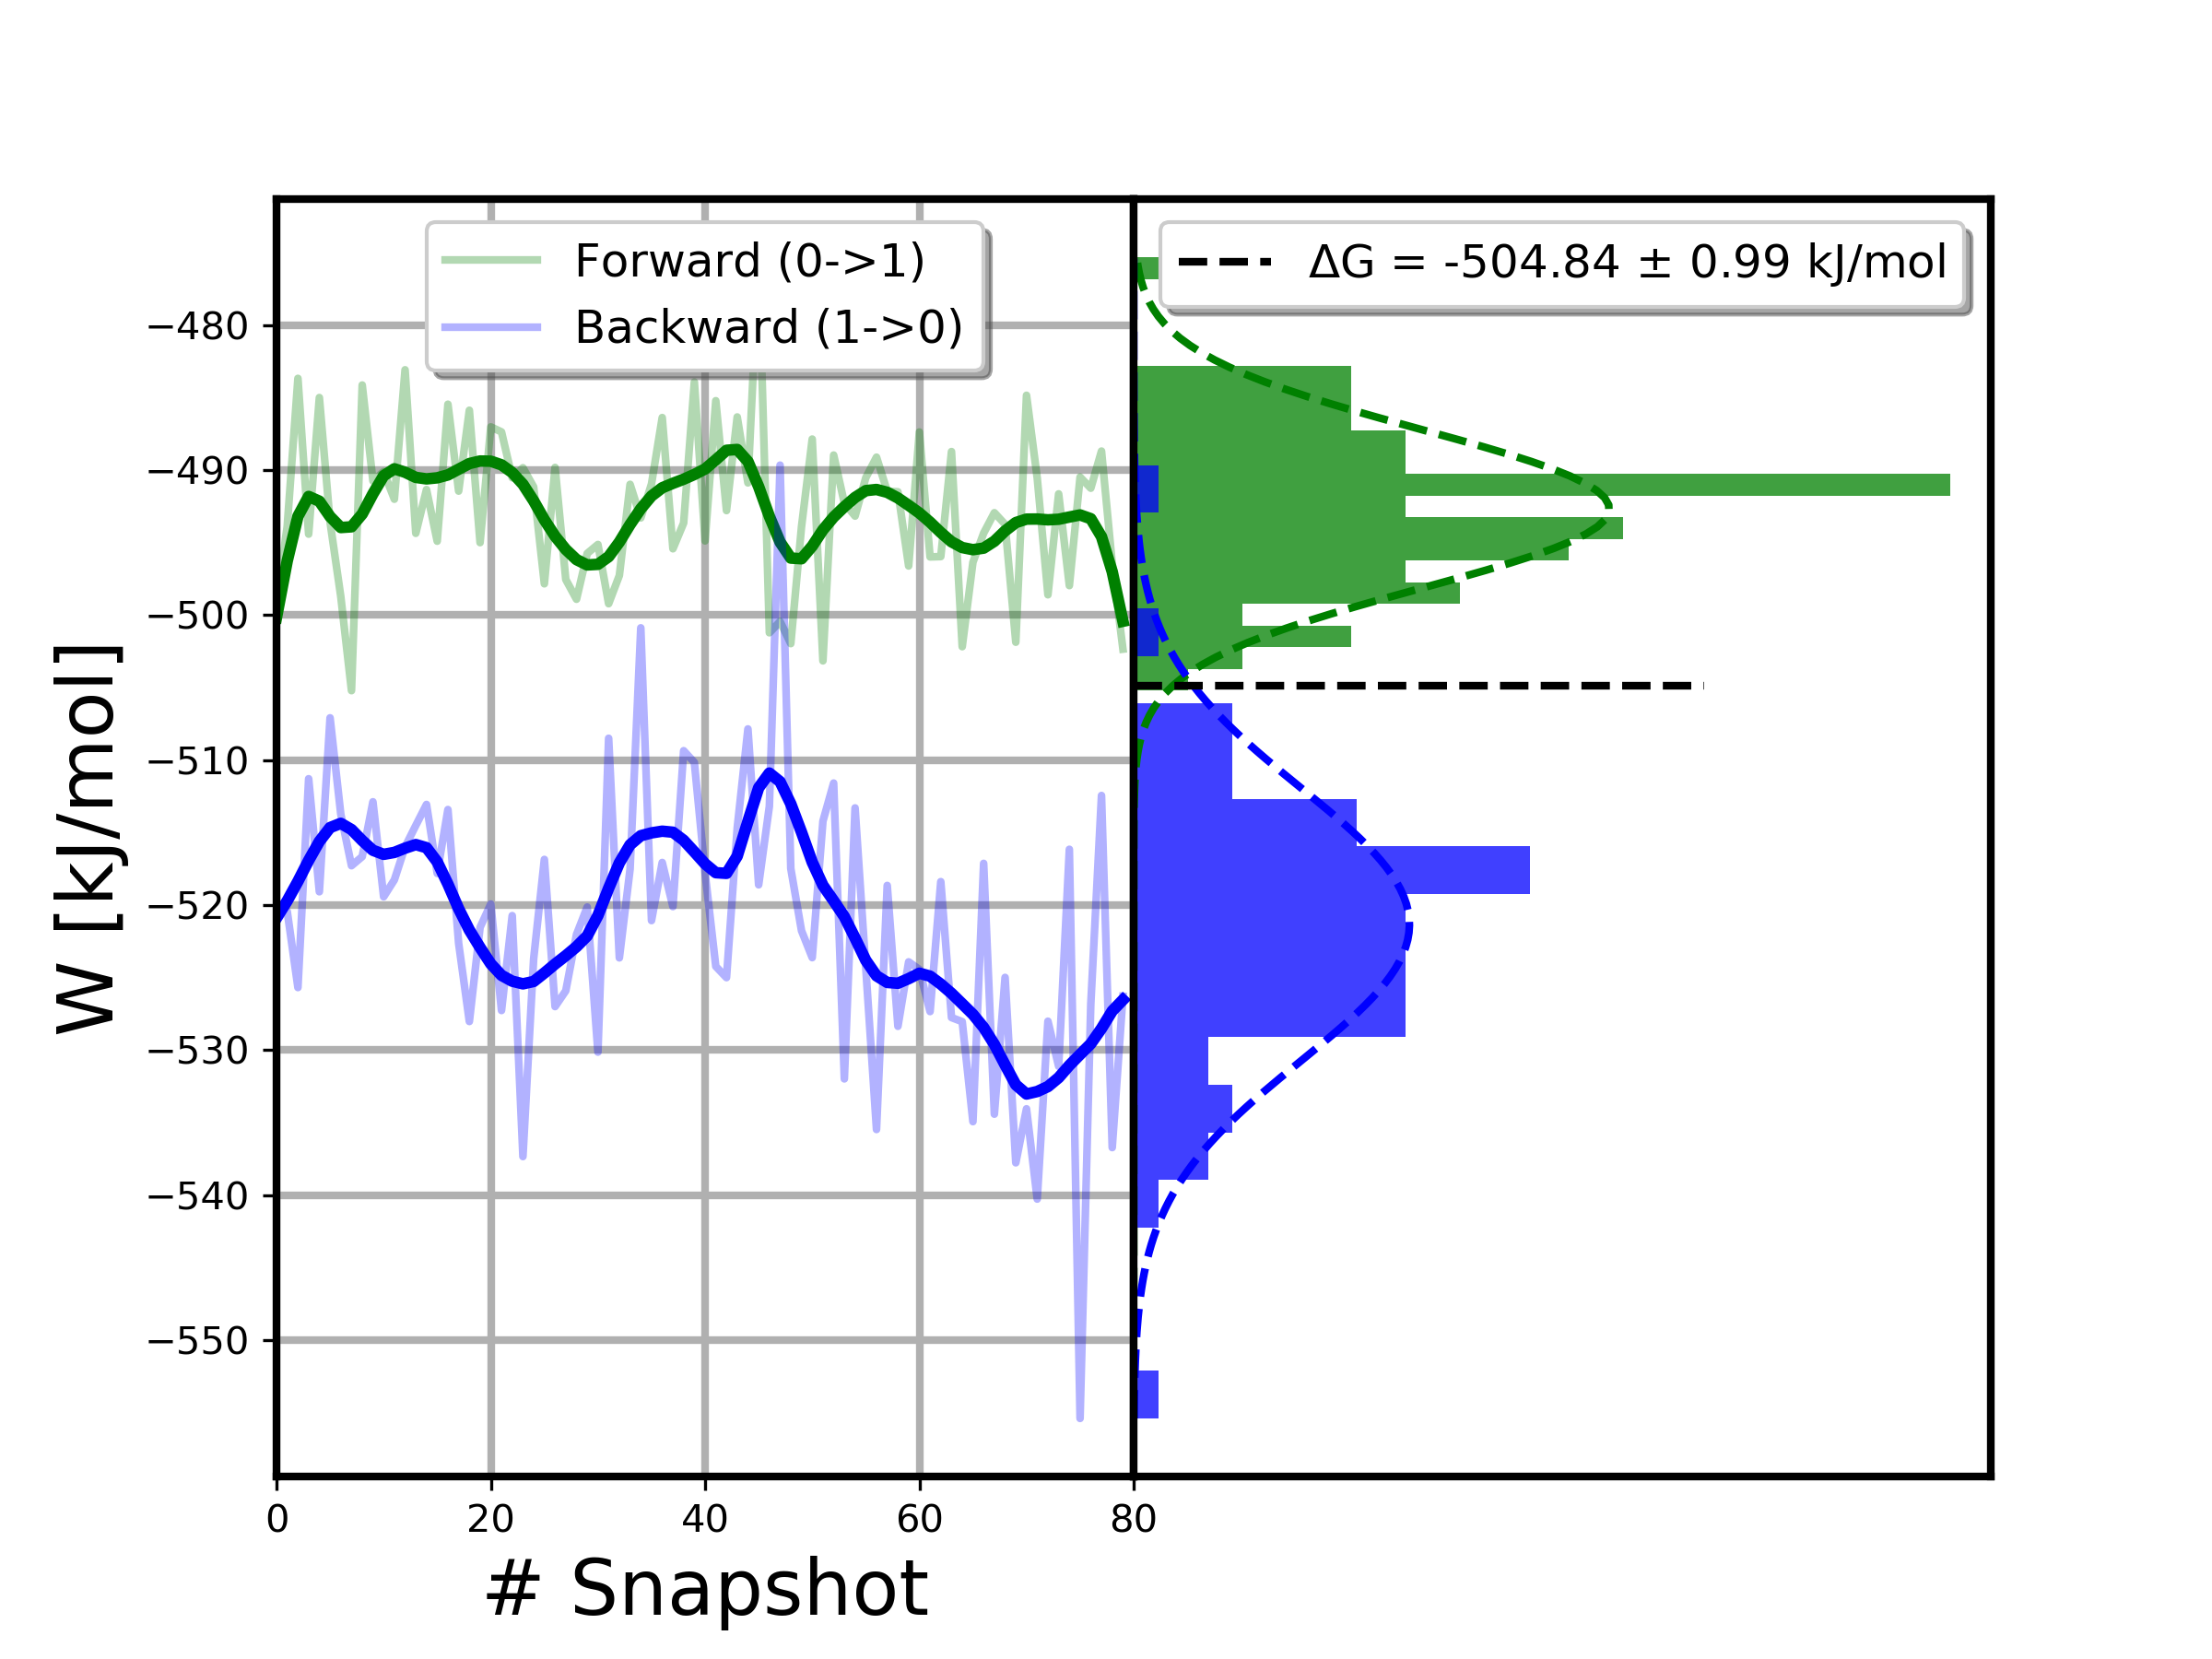 Forward (0->1)
Backward (1->0)
ΔG = -504.84 ± 0.99 kJ/mol
−480
−490
−500
−510
−520
−530
−540
−550
W [kJ/mol]
0 20 40 60 80
# Snapshot